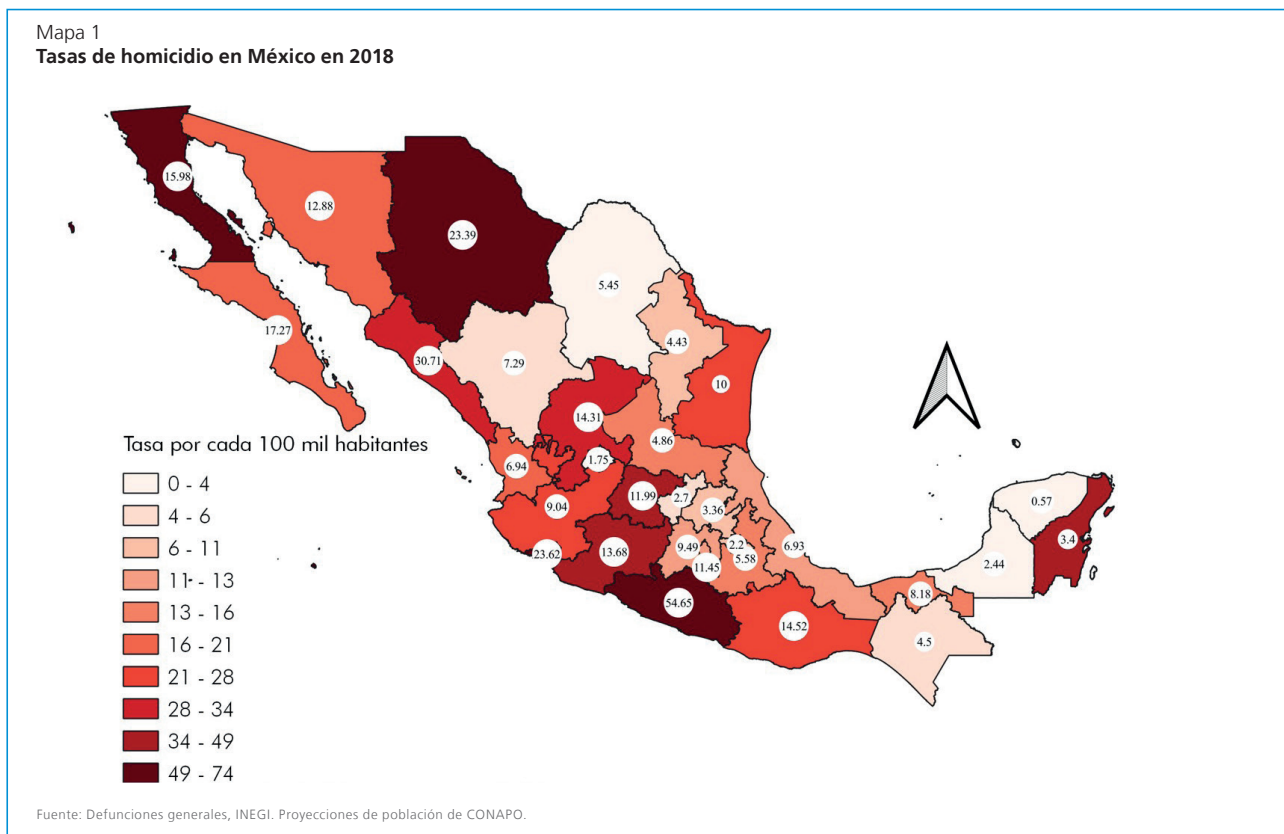 Mapa 1
Tasas de homicidio en México en 2018
15.98
12.88
23.39
5.45
17.27
30.71
7.29
4.43
10
14.31
4.86
6.94
1.75
9.04
11.99
2.7
3.36
23.62
13.68
9.49
11.45
2.2
5.58
6.93
54.65
14.52
8.18
4.5
2.44
0.57
3.4
Tasa por cada 100 mil habitantes
0 - 4
4 - 6
6 - 11
11 - 13
13 - 16
16 - 21
21 - 28
28 - 34
34 - 49
49 - 74
Fuente: Defunciones generales, INEGI. Proyecciones de población de CONAPO.